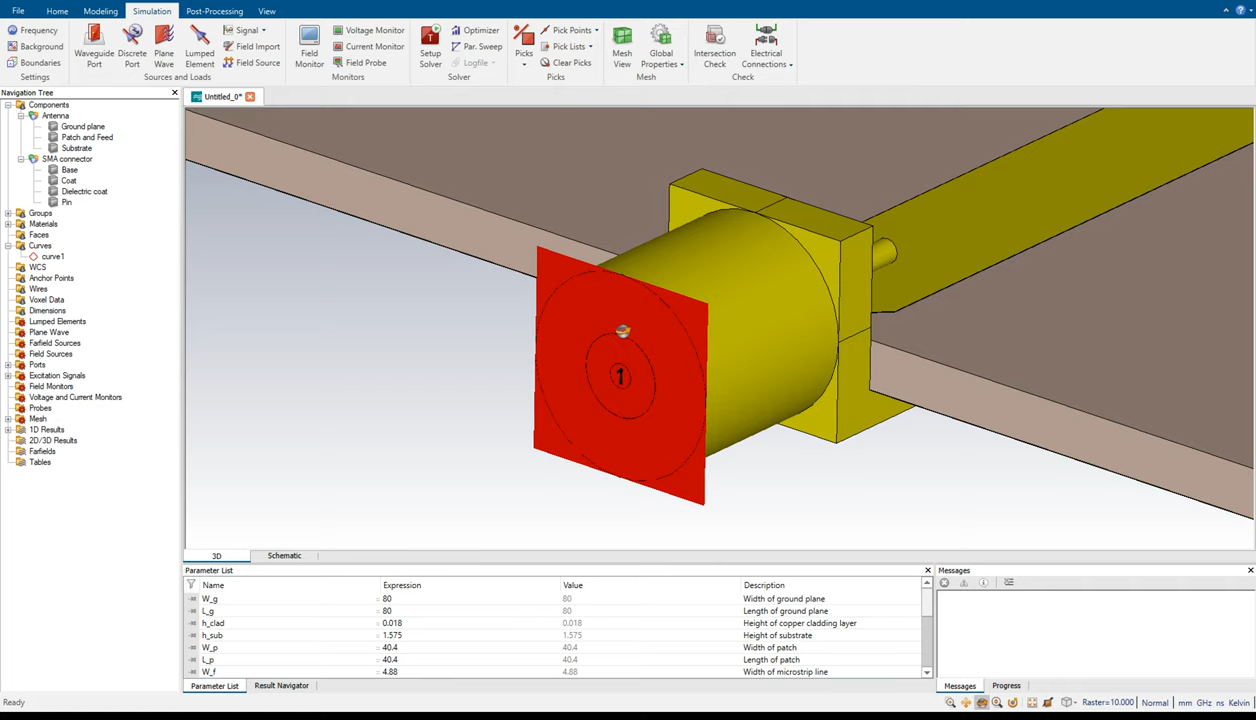 File Home Modeling Simulation Post-Processing View
Frequency
Background
Boundaries
Settings
Waveguide Port
Discrete Port
Plane Wave
Lumped Element
Signal
Field Import
Field Source
Sources and Loads
Field Monitor
Voltage Monitor
Current Monitor
Field Probe
Monitors
Setup Solver
Optimizer
Par. Sweep
Logfile
Solver
Picks
Pick Points
Pick Lists
Clear Picks
Picks
Mesh View
Global Properties
Mesh
Intersection Check
Electrical Connections
Check
Navigation Tree
Untitled_0*
Components
Antenna
Ground plane
Patch and Feed
Substrate
SMA connector
Base
Coat
Dielectric coat
Pin
Groups
Materials
Faces
Curves
curve1
WCS
Anchor Points
Wires
Voxel Data
Dimensions
Lumped Elements
Plane Wave
Farfield Sources
Field Sources
Ports
Excitation Signals
Field Monitors
Voltage and Current Monitors
Probes
Mesh
1D Results
2D/3D Results
Farfields
Tables
1
3D Schematic
Parameter List
Name Expression Value Description
W_g = 80 80 Width of ground plane
L_g = 80 80 Length of ground plane
h_clad = 0.018 0.018 Height of copper cladding layer
h_sub = 1.575 1.575 Height of substrate
W_p = 40.4 40.4 Width of patch
L_p = 40.4 40.4 Length of patch
W_f = 4.88 4.88 Width of microstrip line
Parameter List Result Navigator
Messages
Messages Progress
Ready
Raster=10.000 Normal mm GHz ns Kelvin